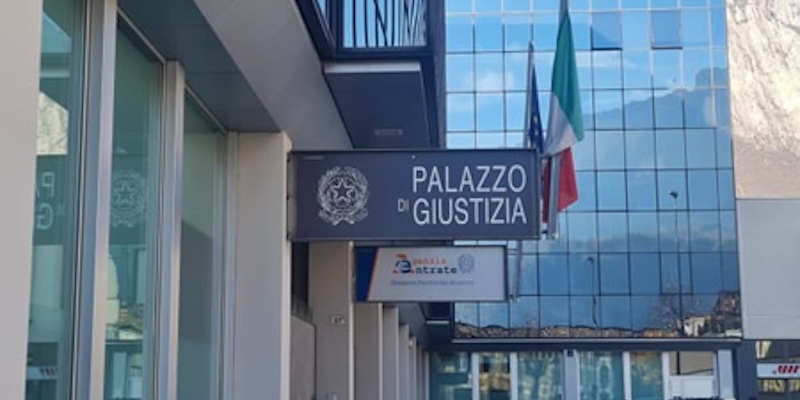 PALAZZO
DI GIUSTIZIA
Agenzia
Entrate